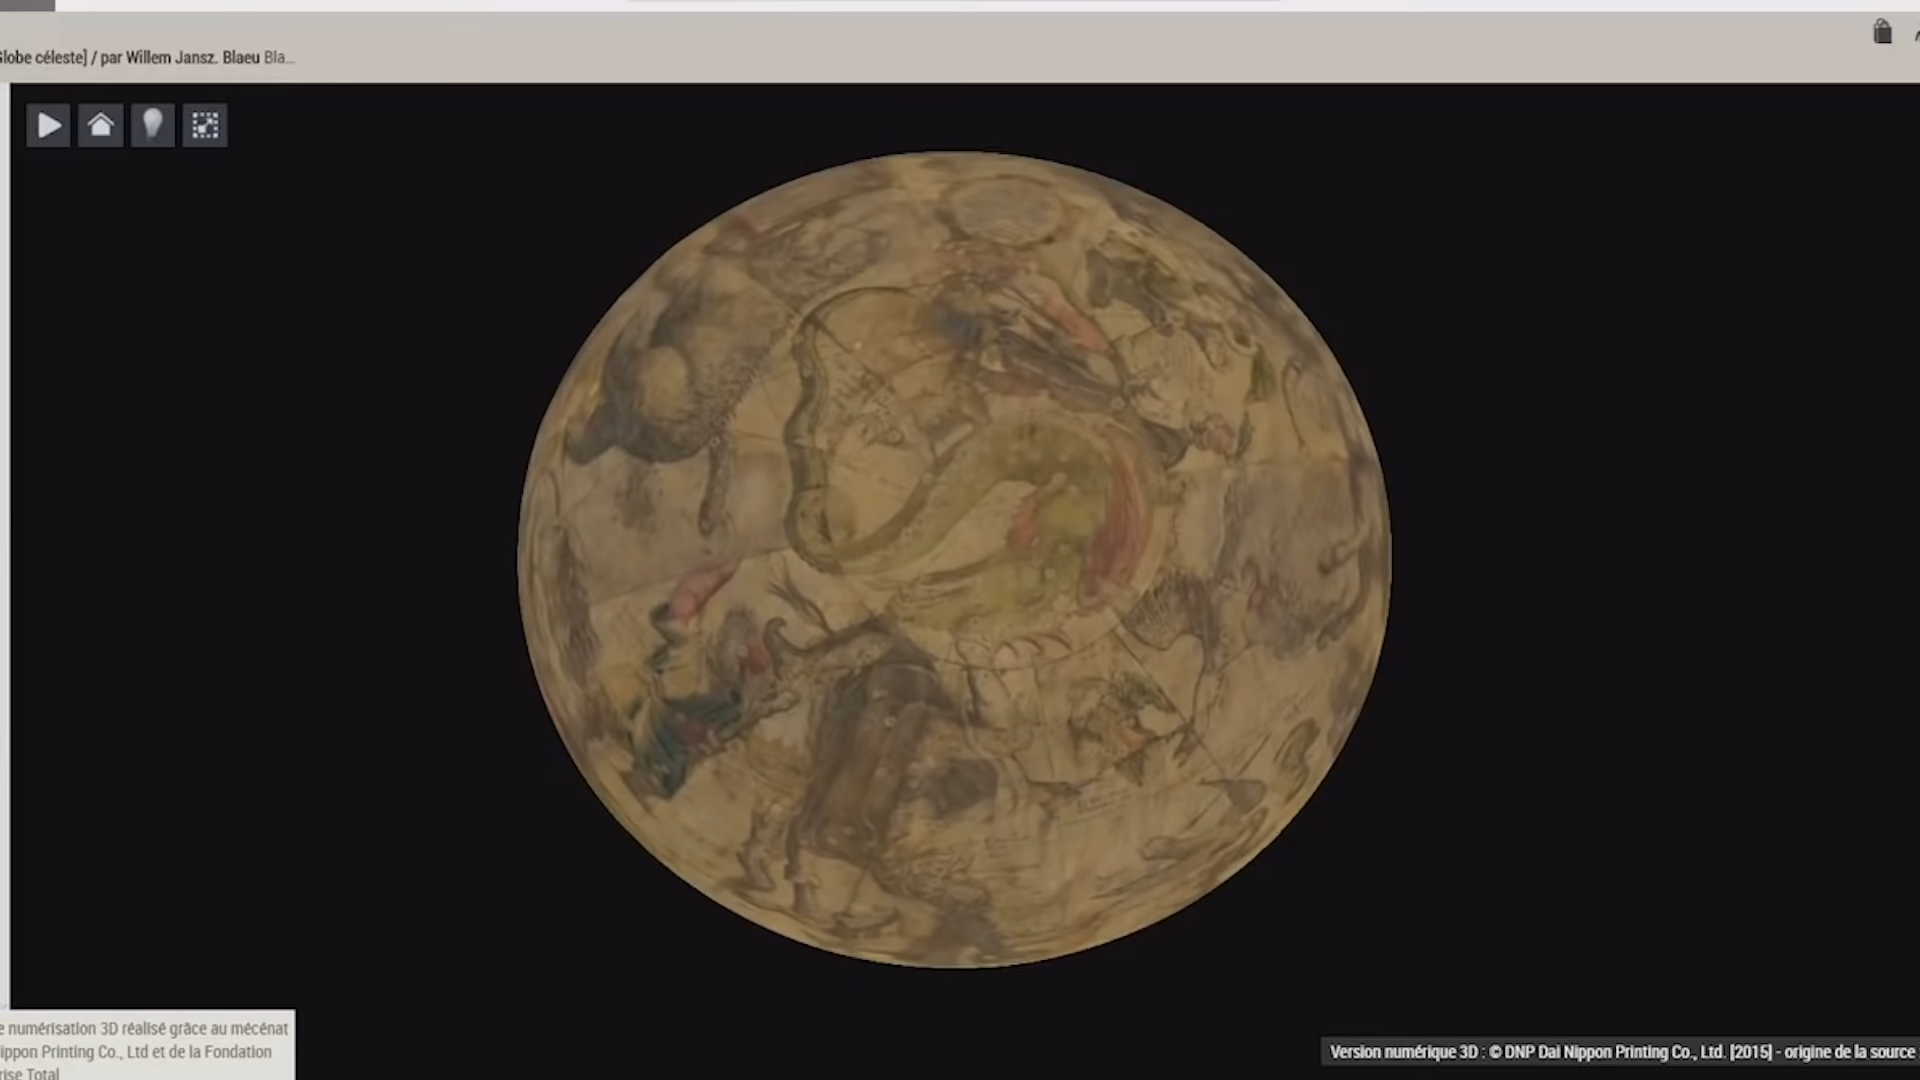 Globe céleste] / par Willem Jansz. Blaeu Bla...
e numérisation 3D réalisé grâce au mécénat
ippon Printing Co., Ltd et de la Fondation
rise Total
Version numérique 3D : © DNP Dai Nippon Printing Co., Ltd. [2015] - origine de la source